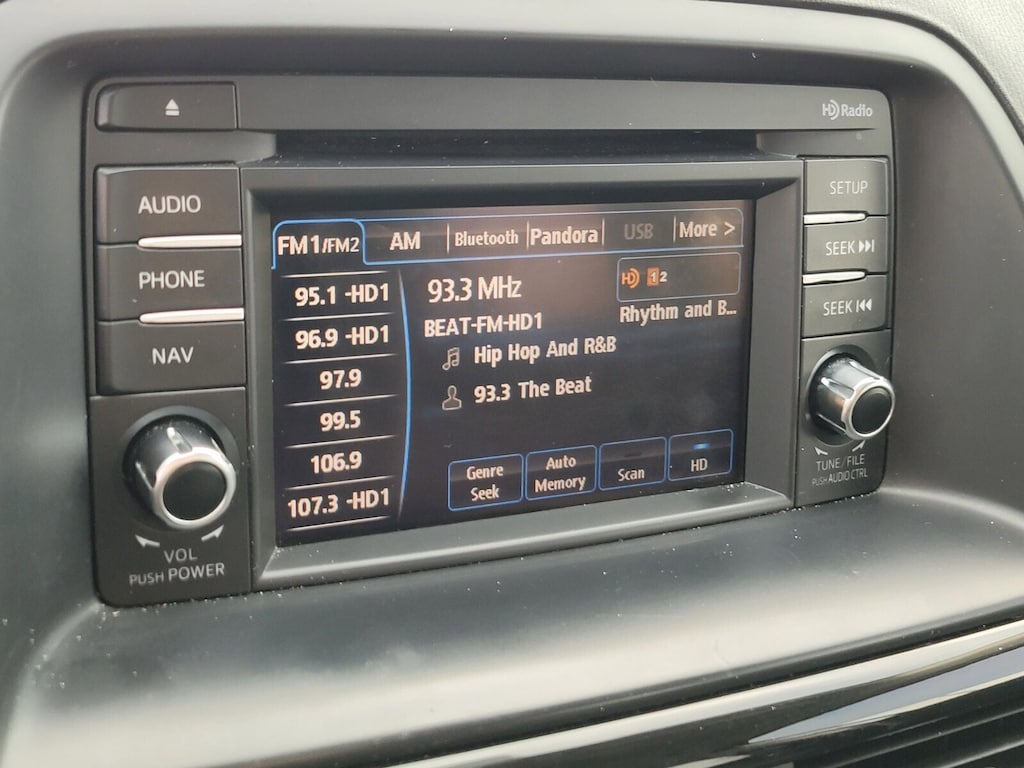 HD Radio
AUDIO
PHONE
NAV
VOL
PUSH POWER
FM1/FM2 AM Bluetooth Pandora USB More >
95.1 -HD1
96.9 -HD1
97.9
99.5
106.9
107.3 -HD1
93.3 MHz
HD 1 2
BEAT-FM-HD1
Rhythm and B...
Hip Hop And R&B
93.3 The Beat
Genre
Seek
Auto
Memory
Scan
HD
SETUP
SEEK
SEEK
TUNE/FILE
PUSH AUDIO CTRL